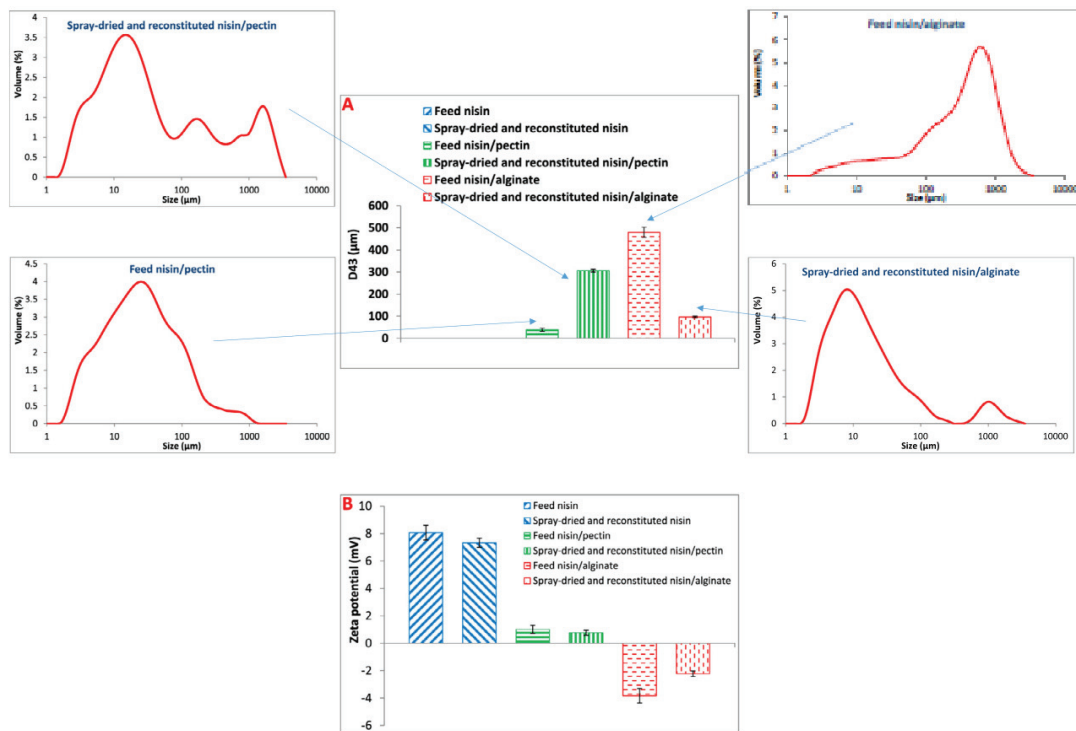 Spray-dried and reconstituted nisin/pectin
Volume (%)
4
3.5
3
2.5
2
1.5
1
0.5
0
1 10 100 1000 10000
Size (µm)
Feed nisin/alginate
Volume (%)
7
6
5
4
3
2
1
0
1 10 100 1000 10000
Size (µm)
A
Feed nisin
Spray-dried and reconstituted nisin
Feed nisin/pectin
Spray-dried and reconstituted nisin/pectin
Feed nisin/alginate
Spray-dried and reconstituted nisin/alginate
D43 (µm)
600
500
400
300
200
100
0
Feed nisin/pectin
Volume (%)
4.5
4
3.5
3
2.5
2
1.5
1
0.5
0
1 10 100 1000 10000
Size (µm)
Spray-dried and reconstituted nisin/alginate
Volume (%)
6
5
4
3
2
1
0
1 10 100 1000 10000
Size (µm)
B
Feed nisin
Spray-dried and reconstituted nisin
Feed nisin/pectin
Spray-dried and reconstituted nisin/pectin
Feed nisin/alginate
Spray-dried and reconstituted nisin/alginate
Zeta potential (mV)
10
8
6
4
2
0
-2
-4
-6